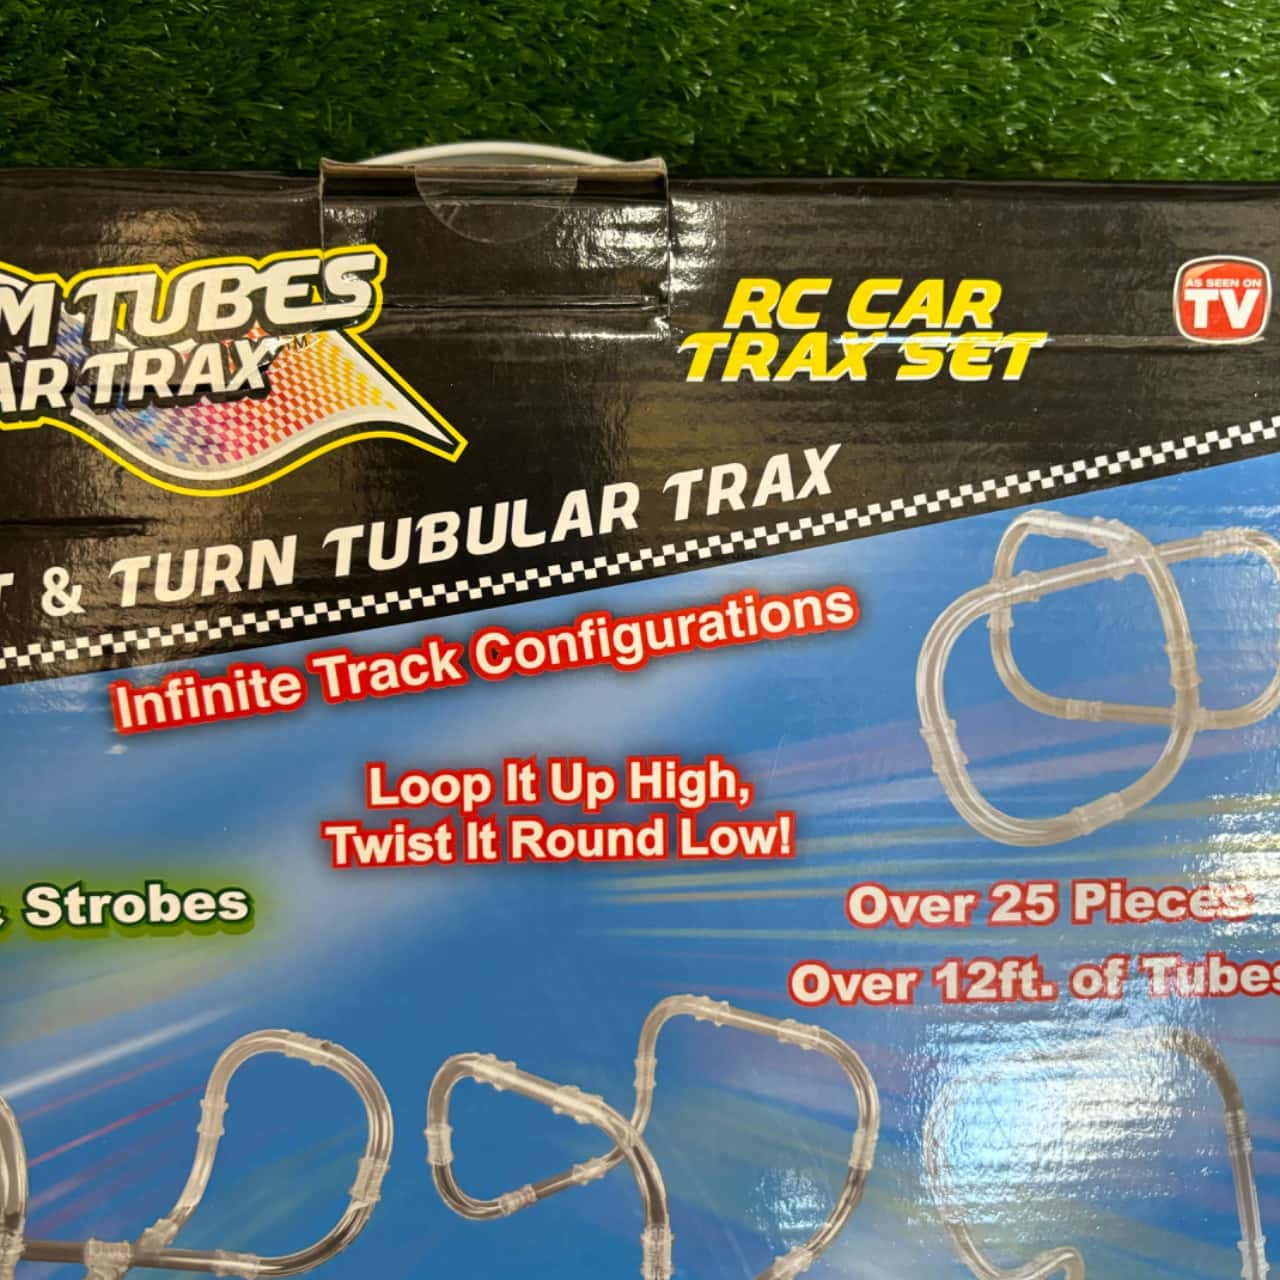 M TUBES
AR TRAX™
RC CAR
TRAX SET
AS SEEN ON
TV
T & TURN TUBULAR TRAX
Infinite Track Configurations
Loop It Up High,
Twist It Round Low!
& Strobes
Over 25 Pieces
Over 12ft. of Tubes